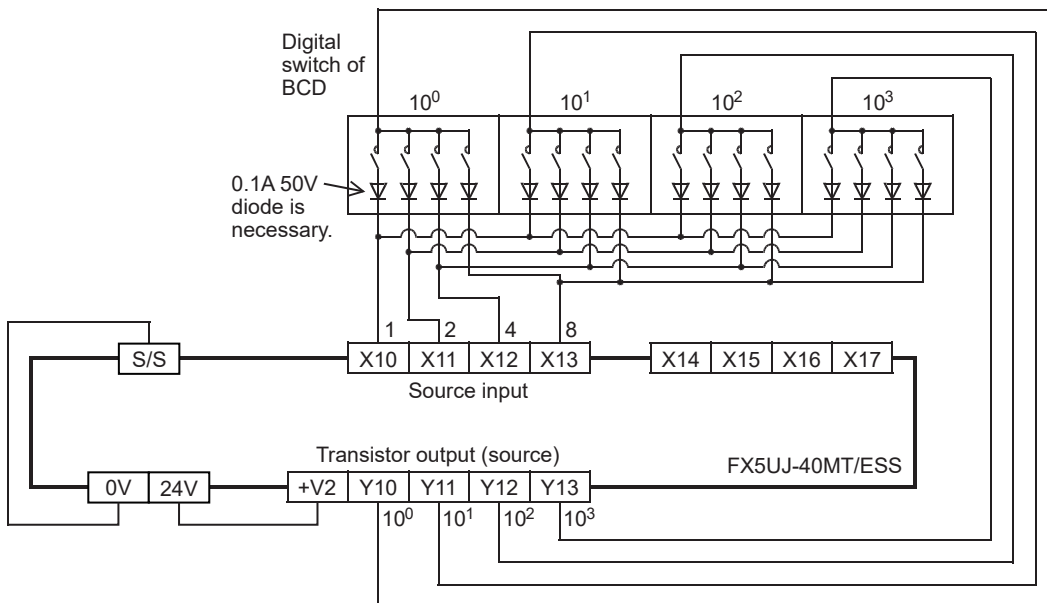 Digital
switch of
BCD
10⁰ 10¹ 10² 10³
0.1A 50V
diode is
necessary.
1 2 4 8
S/S X10 X11 X12 X13 X14 X15 X16 X17
Source input
Transistor output (source)
FX5UJ-40MT/ESS
0V 24V +V2 Y10 Y11 Y12 Y13
10⁰ 10¹ 10² 10³